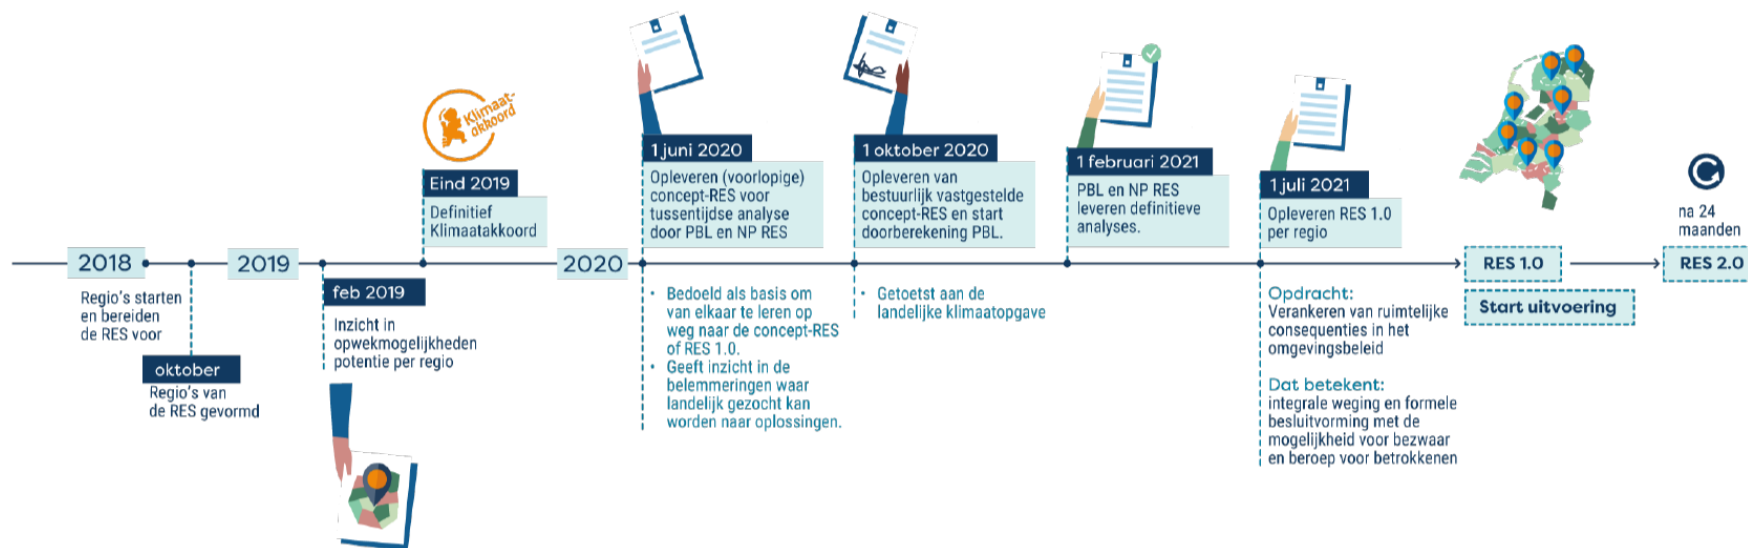 2018
Regio's starten
en bereiden
de RES voor
oktober
Regio's van
de RES gevormd
2019
feb 2019
Inzicht in
opwekmogelijkheden
potentie per regio
Klimaat-
akkoord
Eind 2019
Definitief
Klimaatakkoord
2020
1 juni 2020
Opleveren (voorlopige)
concept-RES voor
tussentijdse analyse
door PBL en NP RES
• Bedoeld als basis om
van elkaar te leren op
weg naar de concept-RES
of RES 1.0.
• Geeft inzicht in de
belemmeringen waar
landelijk gezocht kan
worden naar oplossingen.
1 oktober 2020
Opleveren van
bestuurlijk vastgestelde
concept-RES en start
doorberekening PBL.
• Getoetst aan de
landelijke klimaatopgave
1 februari 2021
PBL en NP RES
leveren definitieve
analyses.
1 juli 2021
Opleveren RES 1.0
per regio
Opdracht:
Verankeren van ruimtelijke
consequenties in het
omgevingsbeleid
Dat betekent:
integrale weging en formele
besluitvorming met de
mogelijkheid voor bezwaar
en beroep voor betrokkenen
RES 1.0
Start uitvoering
na 24
maanden
RES 2.0